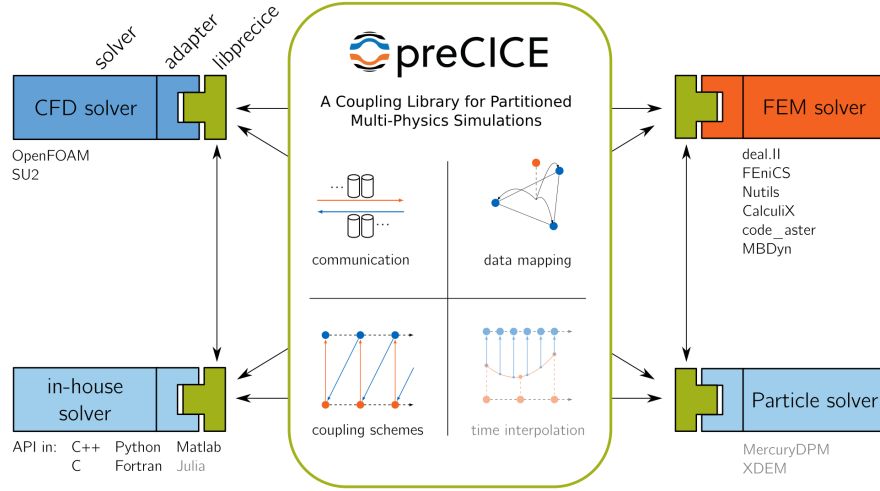 solver
adapter
libprecice
preCICE
A Coupling Library for Partitioned
Multi-Physics Simulations
CFD solver
OpenFOAM
SU2
FEM solver
deal.II
FEniCS
Nutils
CalculiX
code_aster
MBDyn
...
...
communication
data mapping
coupling schemes
time interpolation
in-house
solver
API in: C++ Python Matlab
C Fortran Julia
Particle solver
MercuryDPM
XDEM